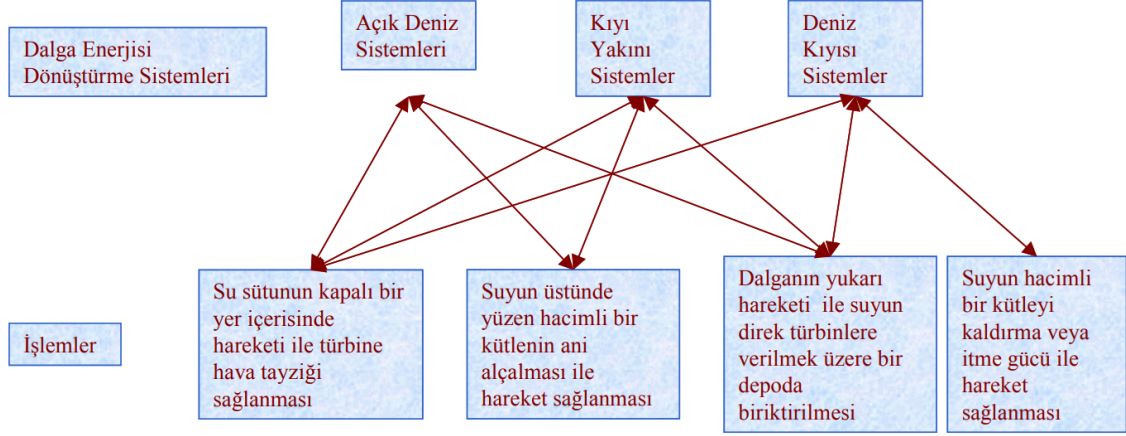 Dalga Enerjisi
Dönüştürme Sistemleri
Açık Deniz
Sistemleri
Kıyı
Yakını
Sistemler
Deniz
Kıyısı
Sistemler
İşlemler
Su sütunun kapalı bir
yer içerisinde
hareketi ile türbine
hava tayziği
sağlanması
Suyun üstünde
yüzen hacimli bir
kütlenin ani
alçalması ile
hareket sağlanması
Dalganın yukarı
hareketi ile suyun
direk türbinlere
verilmek üzere bir
depoda
biriktirilmesi
Suyun hacimli
bir kütleyi
kaldırma veya
itme gücü ile
hareket
sağlanması